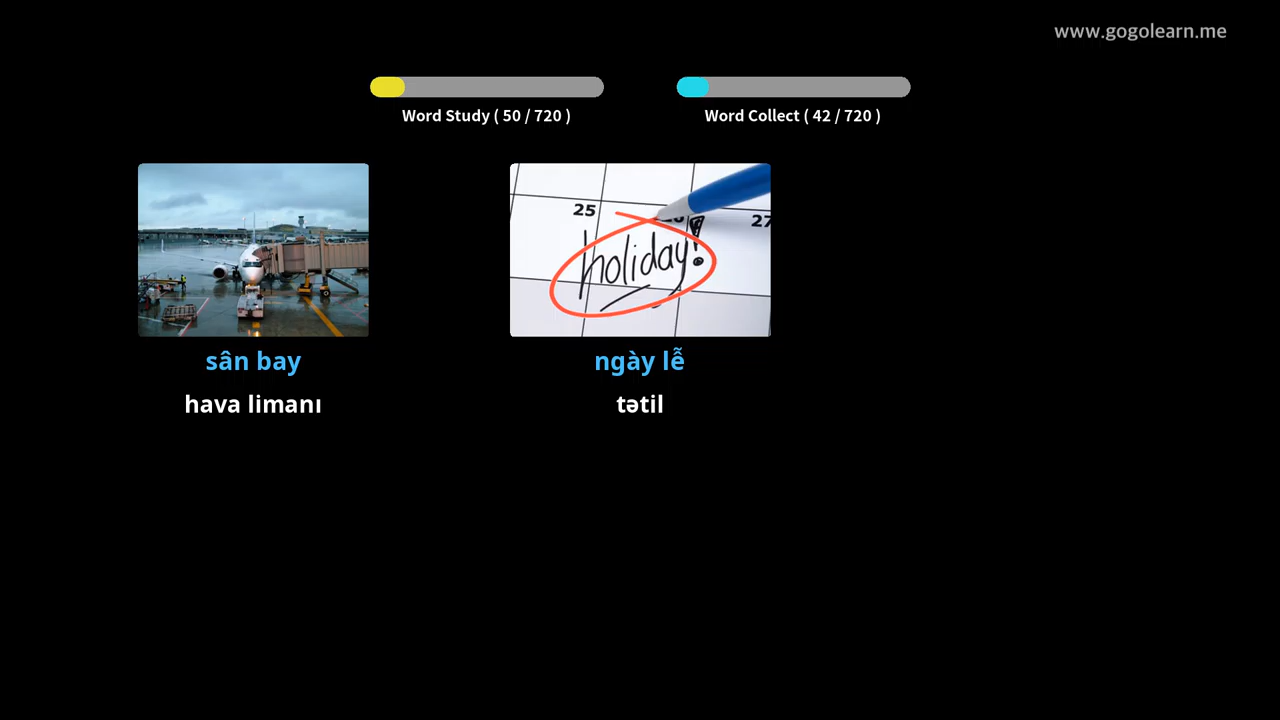 www.gogolearn.me
Word Study ( 50 / 720 )
Word Collect ( 42 / 720 )
25
27
holiday!
sân bay
ngày lễ
hava limanı
tətil